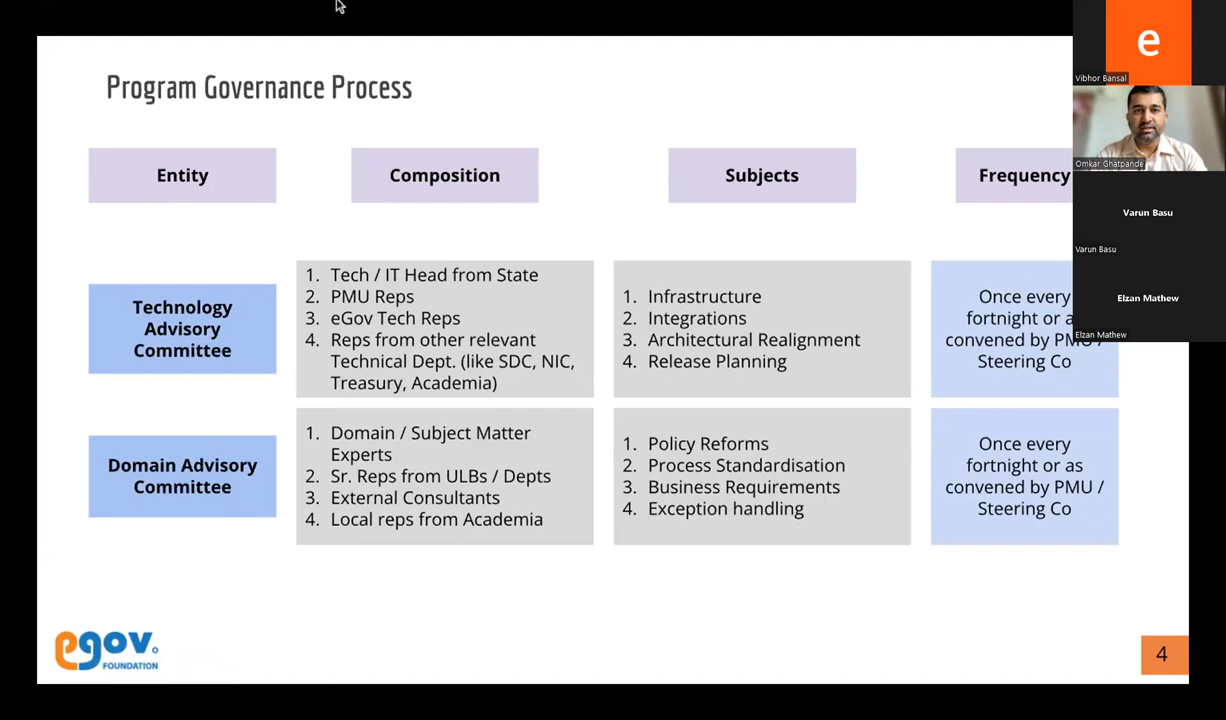 Program Governance Process
Entity
Composition
Subjects
Frequency
Technology
Advisory
Committee
1. Tech / IT Head from State
2. PMU Reps
3. eGov Tech Reps
4. Reps from other relevant
Technical Dept. (like SDC, NIC,
Treasury, Academia)
1. Infrastructure
2. Integrations
3. Architectural Realignment
4. Release Planning
Once every
fortnight or as
convened by PMU /
Steering Co
Domain Advisory
Committee
1. Domain / Subject Matter
Experts
2. Sr. Reps from ULBs / Depts
3. External Consultants
4. Local reps from Academia
1. Policy Reforms
2. Process Standardisation
3. Business Requirements
4. Exception handling
Once every
fortnight or as
convened by PMU /
Steering Co
egov.
FOUNDATION
4
e
Vibhor Bansal
Omkar Ghatpande
Varun Basu
Varun Basu
Elzan Mathew
Elzan Mathew